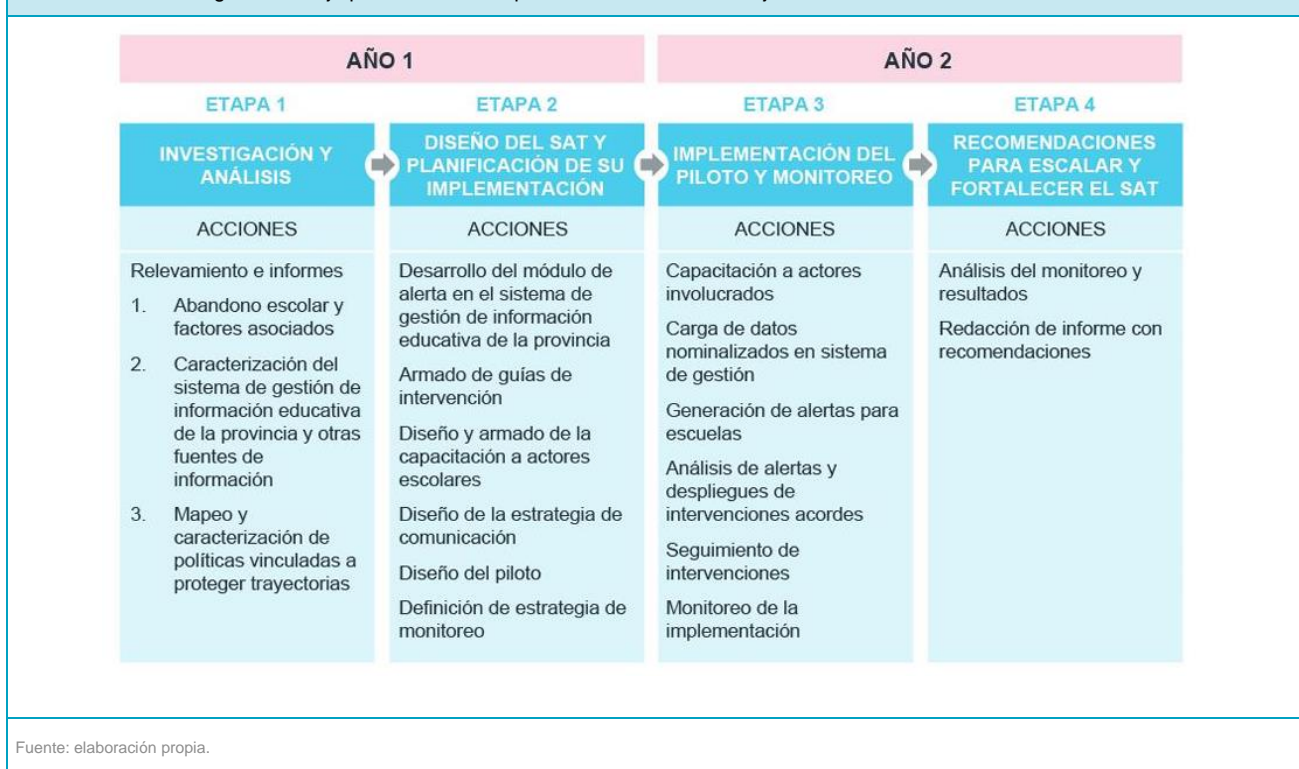 AÑO 1
AÑO 2
ETAPA 1
ETAPA 2
ETAPA 3
ETAPA 4
INVESTIGACIÓN Y
ANÁLISIS
DISEÑO DEL SAT Y
PLANIFICACIÓN DE SU
IMPLEMENTACIÓN
IMPLEMENTACIÓN DEL
PILOTO Y MONITOREO
RECOMENDACIONES
PARA ESCALAR Y
FORTALECER EL SAT
ACCIONES
Relevamiento e informes
1. Abandono escolar y
factores asociados
2. Caracterización del
sistema de gestión de
información educativa
de la provincia y otras
fuentes de
información
3. Mapeo y
caracterización de
políticas vinculadas a
proteger trayectorias
ACCIONES
Desarrollo del módulo de
alerta en el sistema de
gestión de información
educativa de la provincia
Armado de guías de
intervención
Diseño y armado de la
capacitación a actores
escolares
Diseño de la estrategia de
comunicación
Diseño del piloto
Definición de estrategia de
monitoreo
ACCIONES
Capacitación a actores
involucrados
Carga de datos
nominalizados en sistema
de gestión
Generación de alertas para
escuelas
Análisis de alertas y
despliegues de
intervenciones acordes
Seguimiento de
intervenciones
Monitoreo de la
implementación
ACCIONES
Análisis del monitoreo y
resultados
Redacción de informe con
recomendaciones
Fuente: elaboración propia.